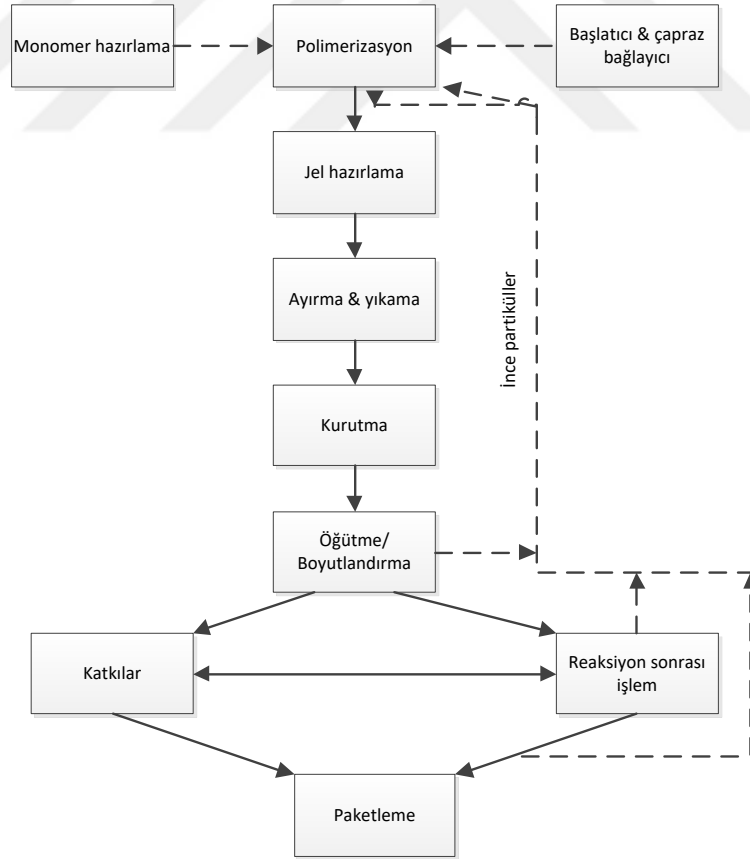 Monomer hazırlama
Polimerizasyon
Başlatıcı & çapraz
bağlayıcı
Jel hazırlama
Ayırma & yıkama
İnce partiküller
Kurutma
Öğütme/
Boyutlandırma
Katkılar
Reaksiyon sonrası
işlem
Paketleme